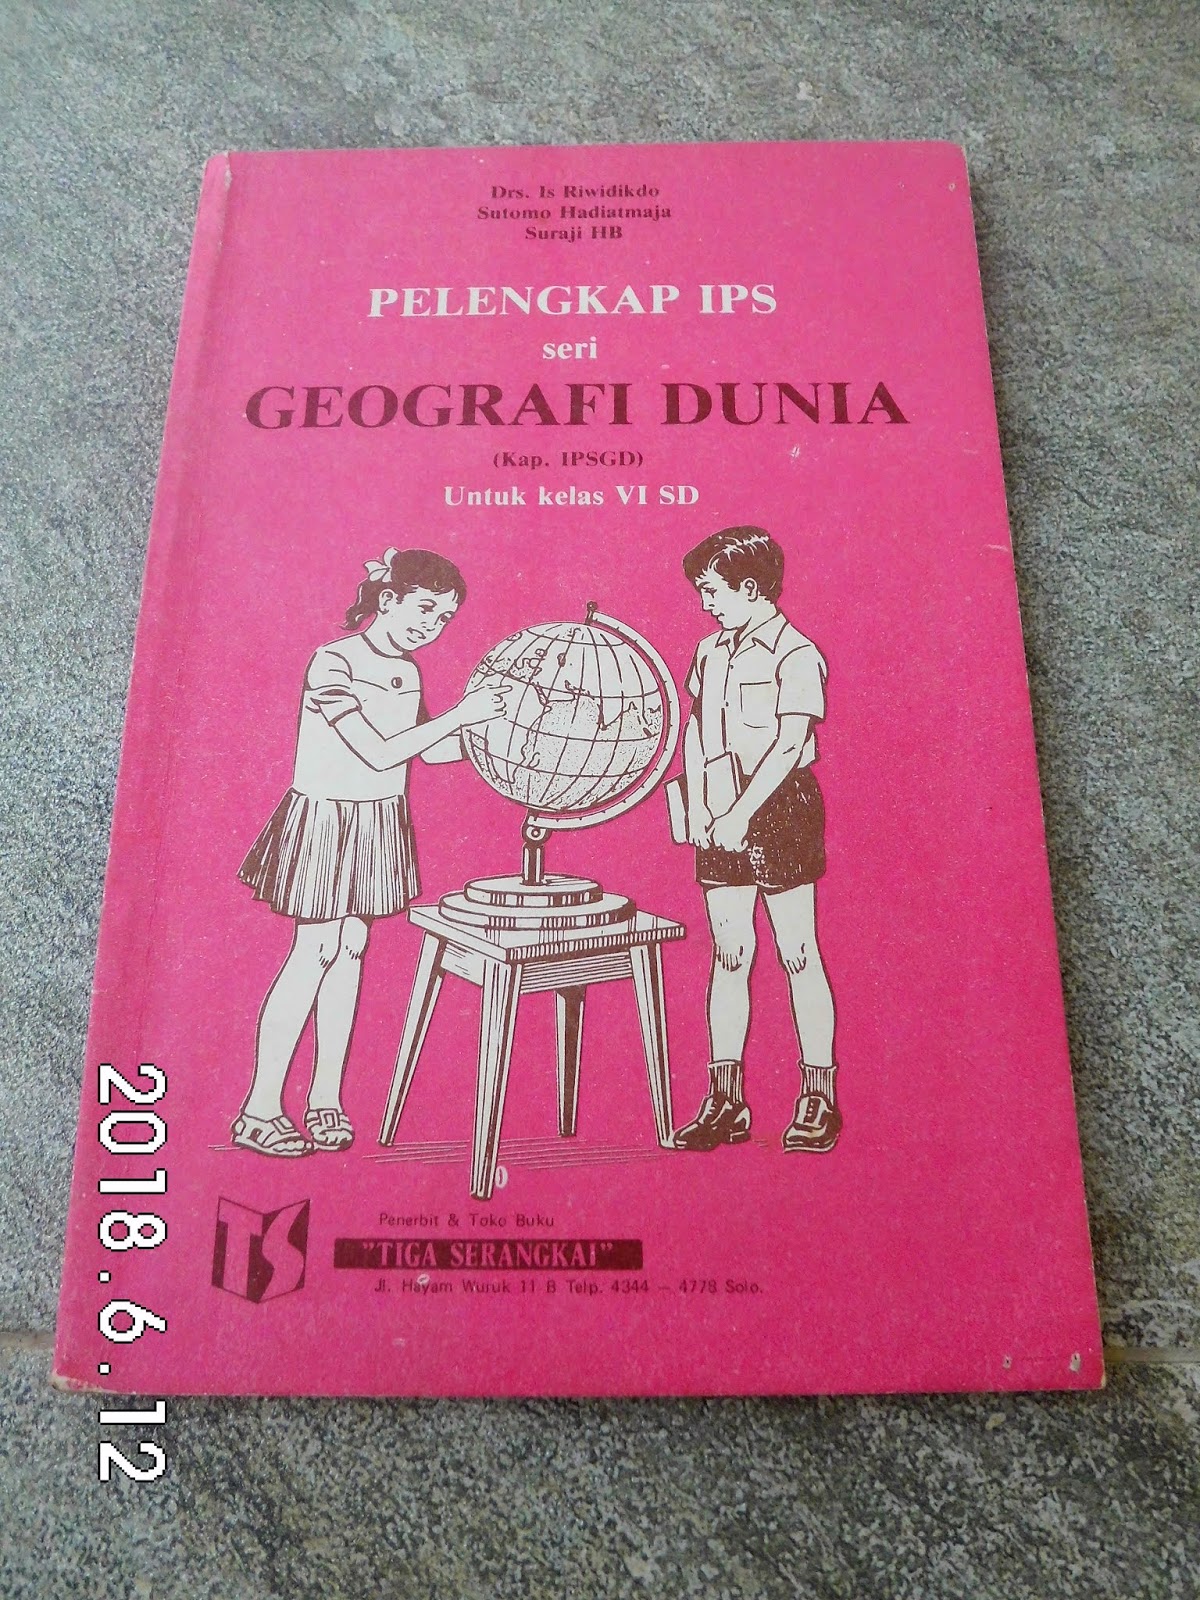 Drs. Is Riwidikdo
Sutomo Hadiatmaja
Suraji HB
PELENGKAP IPS
seri
GEOGRAFI DUNIA
(Kap. IPSGD)
Untuk kelas VI SD
TS
Penerbit & Toko Buku
"TIGA SERANGKAI"
Jl. Hayam Wuruk 11 B Telp. 4344 – 4778 Solo.
2018.6.12